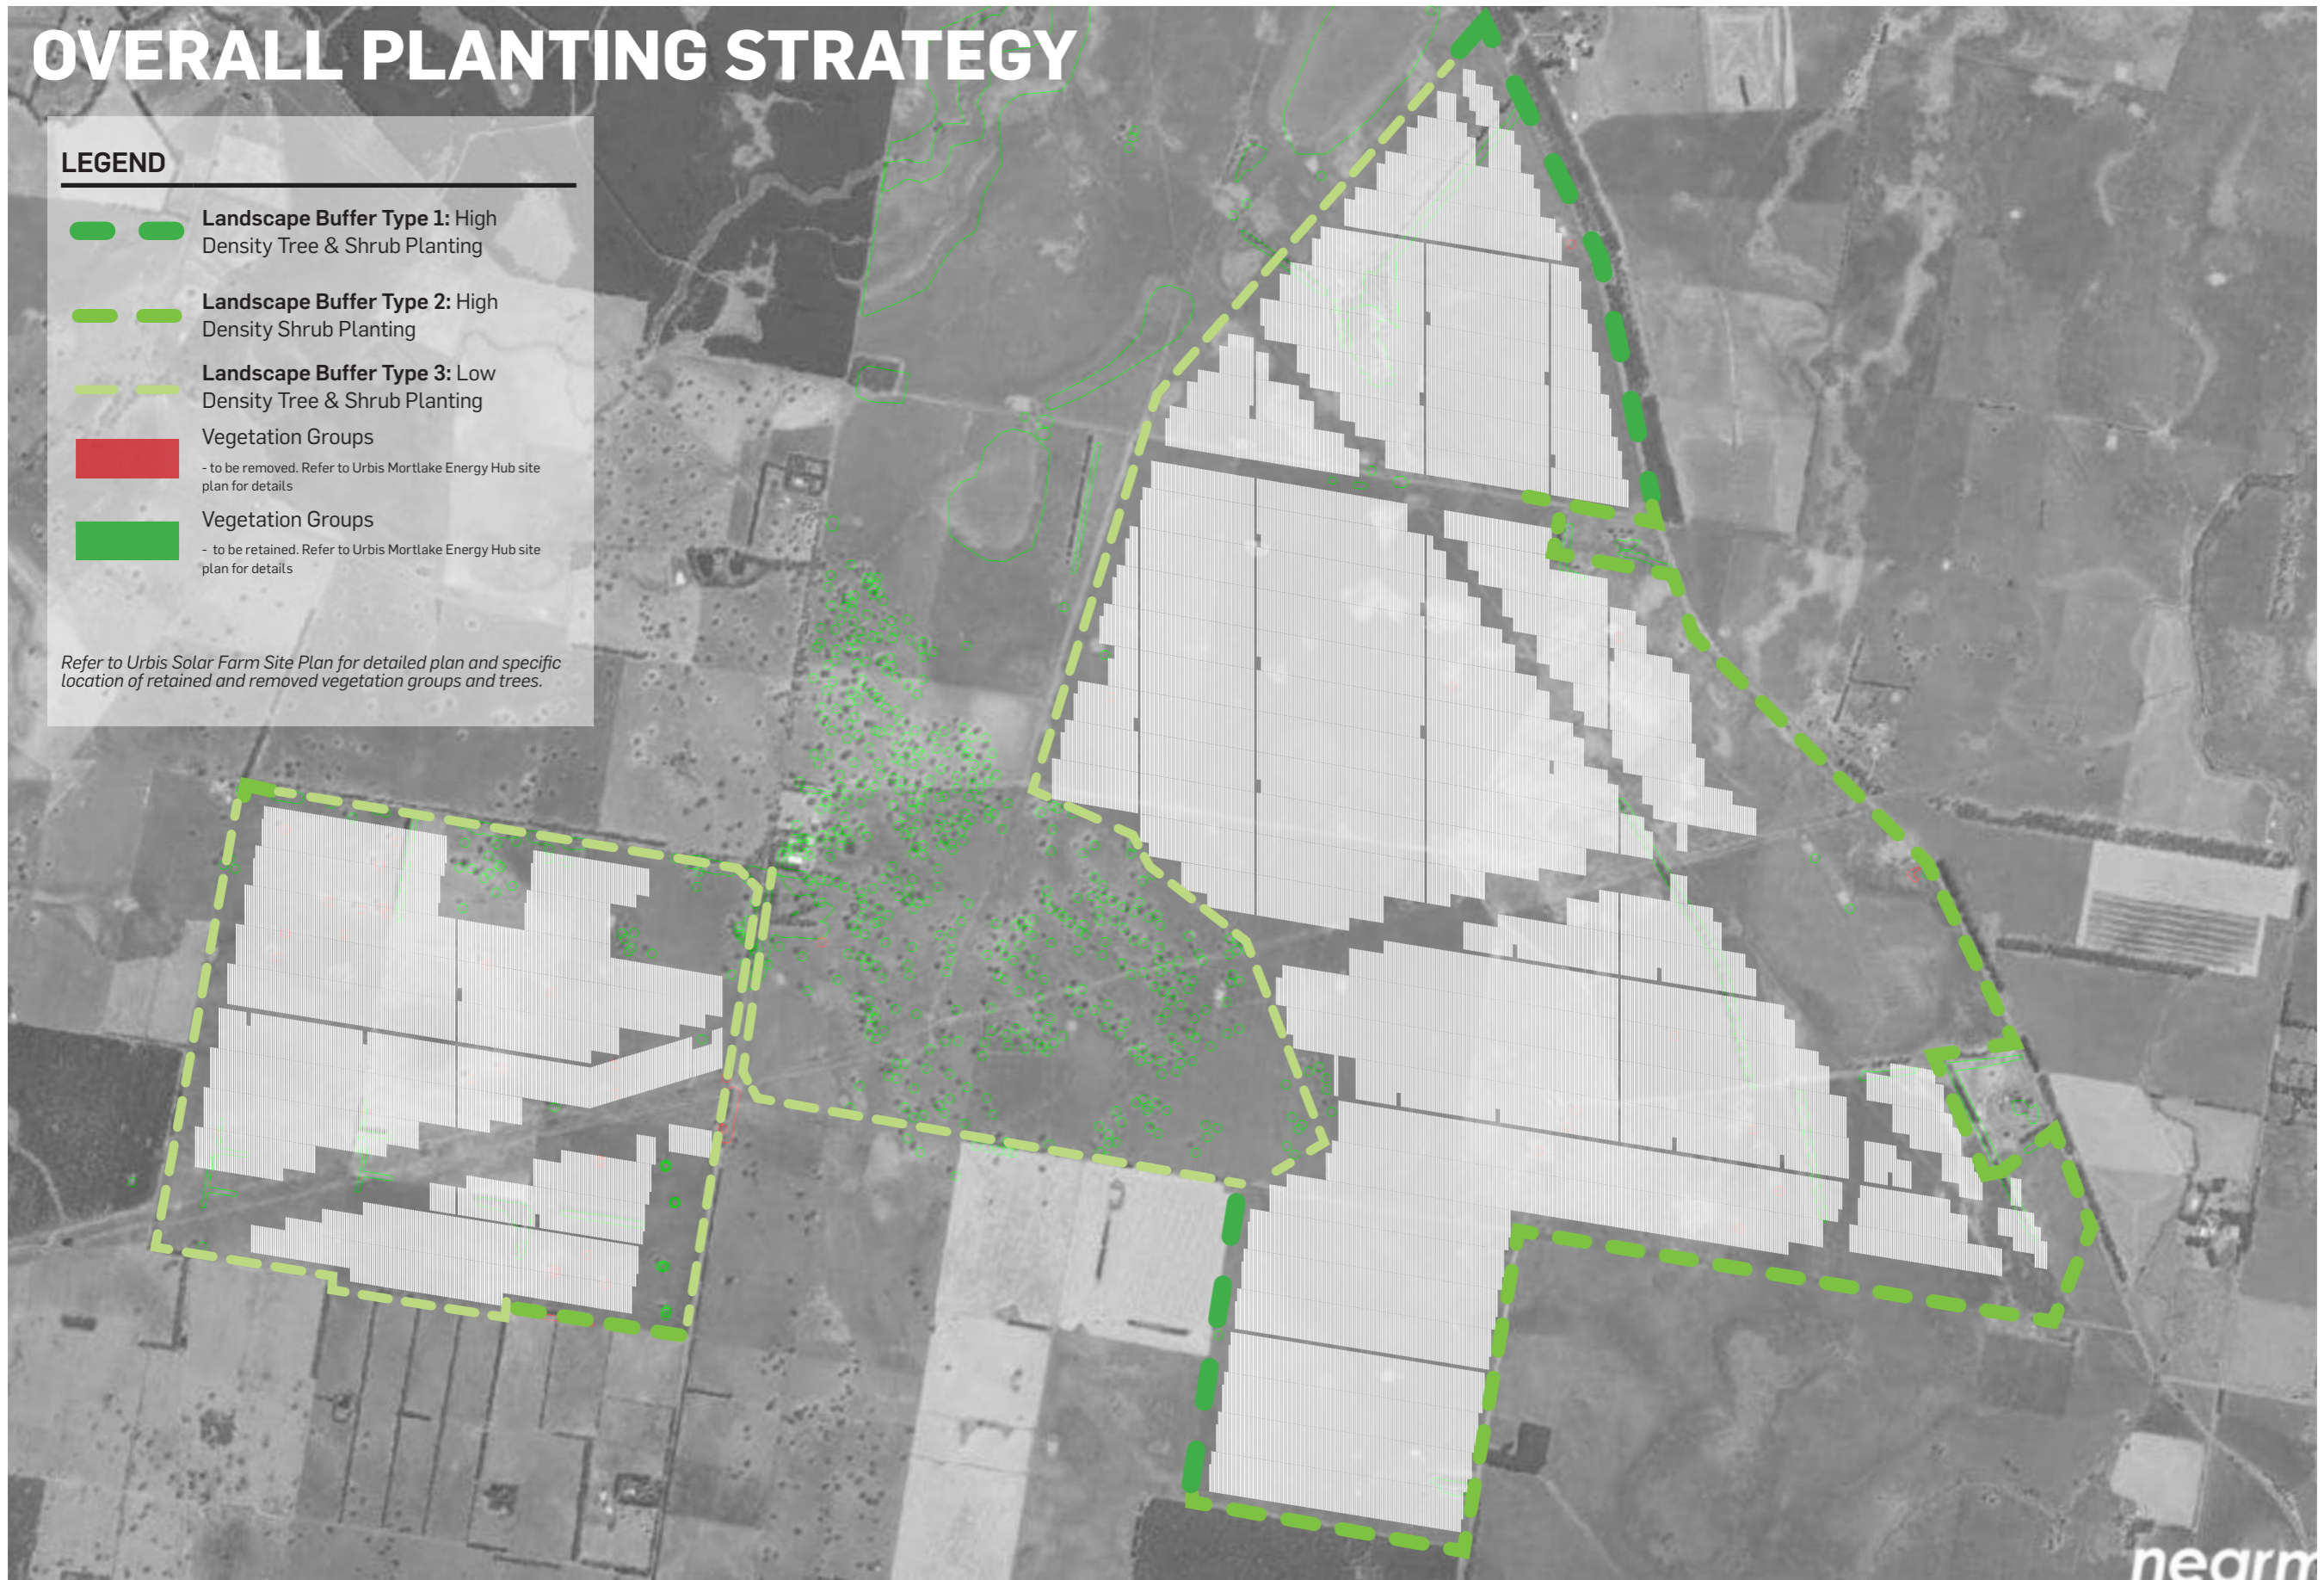 OVERALL PLANTING STRATEGY
LEGEND
Landscape Buffer Type 1: High
Density Tree & Shrub Planting
Landscape Buffer Type 2: High
Density Shrub Planting
Landscape Buffer Type 3: Low
Density Tree & Shrub Planting
Vegetation Groups
- to be removed. Refer to Urbis Mortlake Energy Hub site
plan for details
Vegetation Groups
- to be retained. Refer to Urbis Mortlake Energy Hub site
plan for details
Refer to Urbis Solar Farm Site Plan for detailed plan and specific
location of retained and removed vegetation groups and trees.
nearm